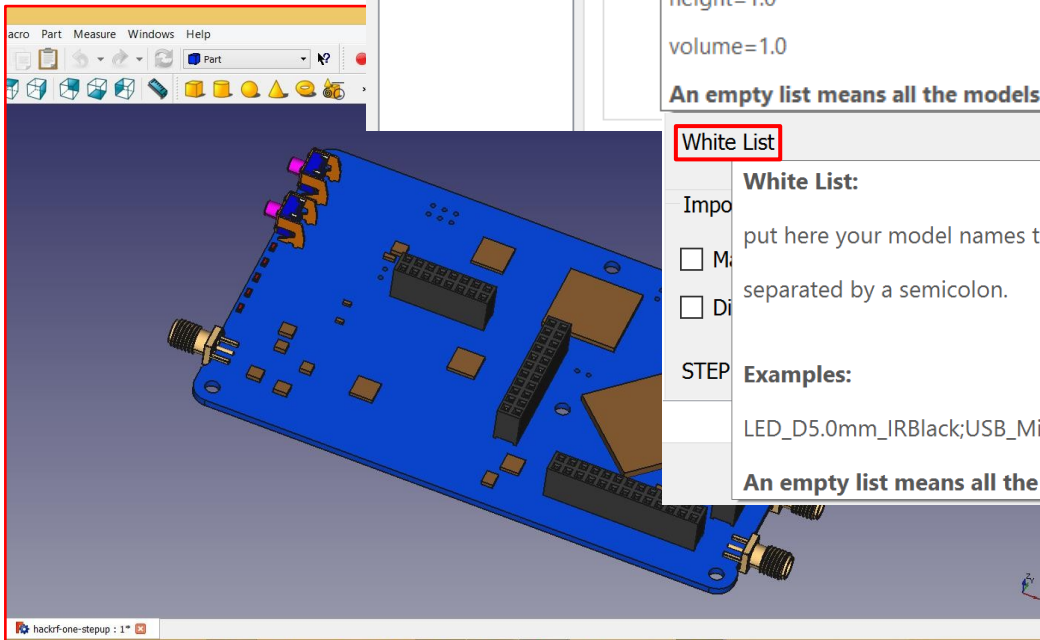 acro Part Measure Windows Help
Part
height=1.0
volume=1.0
An empty list means all the models
White List
White List:
Impo
put here your model names t
Ma
separated by a semicolon.
Di
STEP
Examples:
LED_D5.0mm_IRBlack;USB_Mi
An empty list means all the
hackrf-one-stepup : 1*